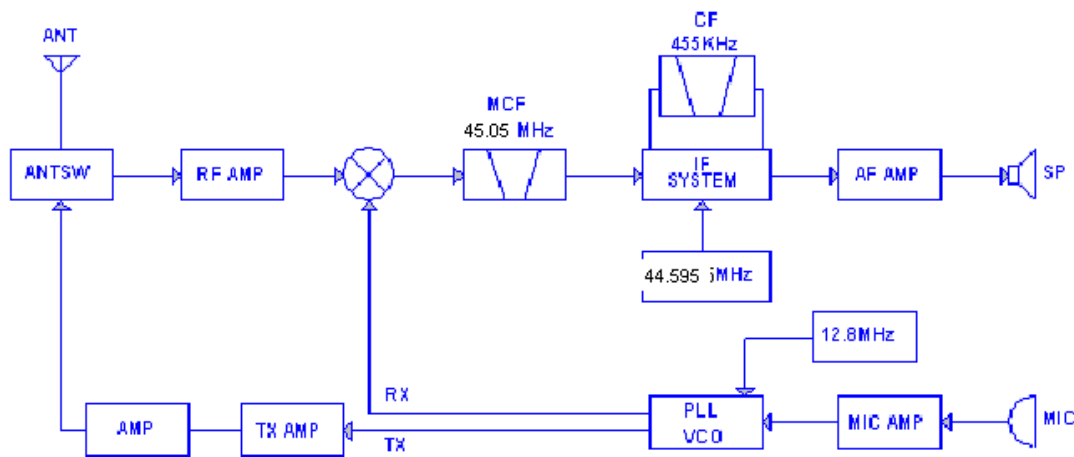 CF
455KHz
ANT
MCF
45.05 MHz
ANTSW
RF AMP
IF
SYSTEM
AF AMP
SP
44.595 MHz
12.8MHz
RX
AMP
TX AMP
TX
PLL
VCO
MIC AMP
MIC